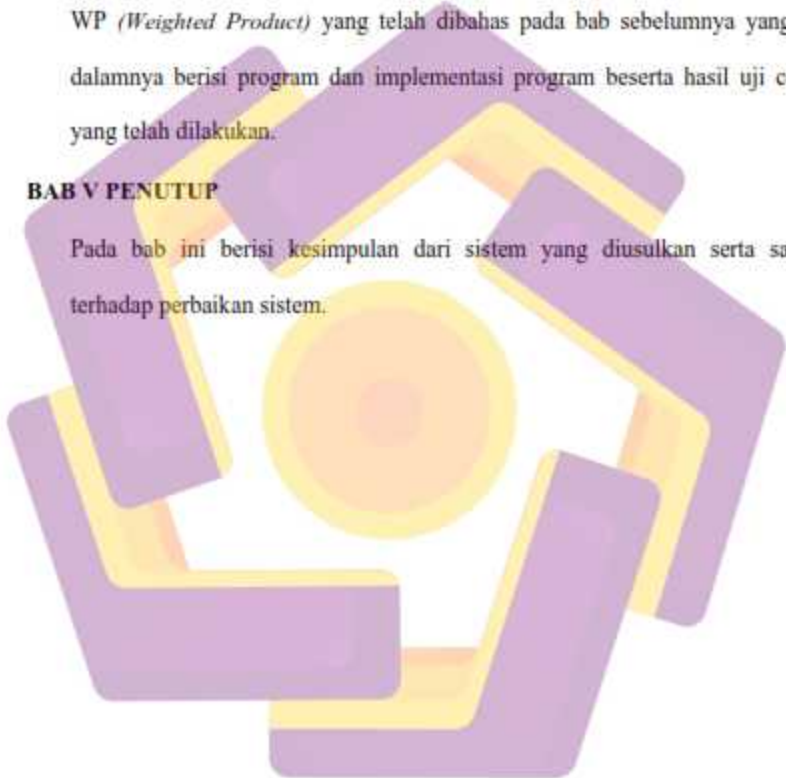 WP (Weighted Product) yang telah dibahas pada bab sebelumnya yang
dalamnya berisi program dan implementasi program beserta hasil uji c
yang telah dilakukan.
BAB V PENUTUP
Pada bab ini berisi kesimpulan dari sistem yang diusulkan serta sa
terhadap perbaikan sistem.